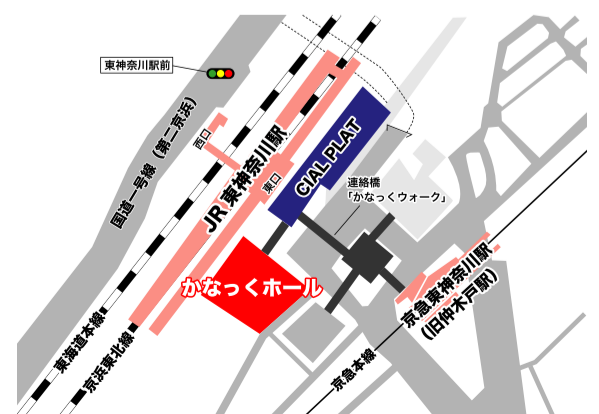 東神奈川駅前
国道一号線（第二京浜）
西口
JR 東神奈川駅
東口
CIAL PLAT
連絡橋
「かなっくウォーク」
かなっくホール
京急東神奈川駅
（旧仲木戸駅）
東海道本線
京浜東北線
京急本線